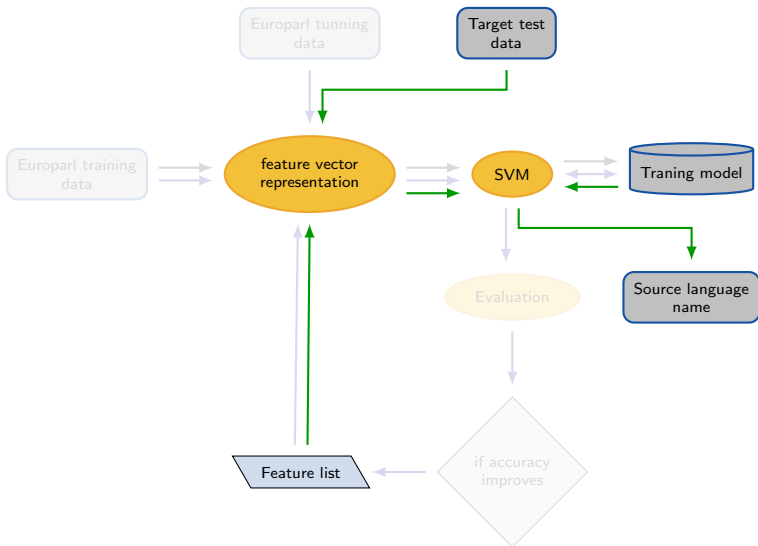 Europarl tunning
data
Target test
data
Europarl training
data
feature vector
representation
SVM
Traning model
Evaluation
Source language
name
if accuracy
improves
Feature list